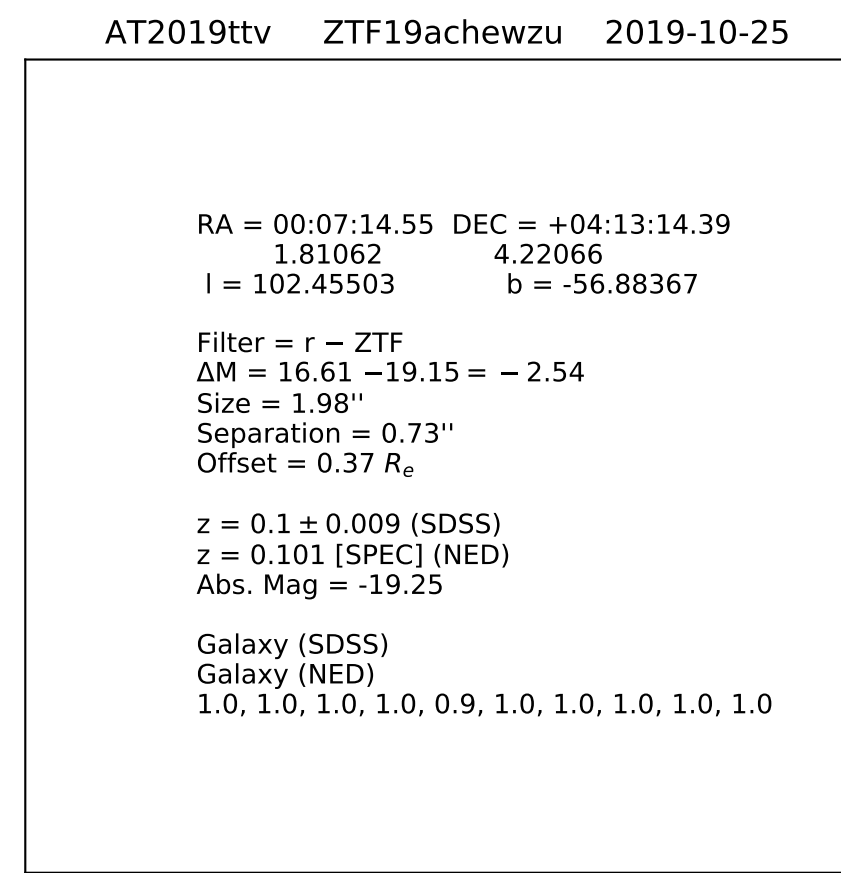 AT2019ttv ZTF19achewzu 2019-10-25
RA = 00:07:14.55 DEC = +04:13:14.39
1.81062 4.22066
l = 102.45503 b = -56.88367
Filter = r − ZTF
ΔM = 16.61 −19.15 = − 2.54
Size = 1.98''
Separation = 0.73''
Offset = 0.37 Re
z = 0.1 ± 0.009 (SDSS)
z = 0.101 [SPEC] (NED)
Abs. Mag = -19.25
Galaxy (SDSS)
Galaxy (NED)
1.0, 1.0, 1.0, 1.0, 0.9, 1.0, 1.0, 1.0, 1.0, 1.0